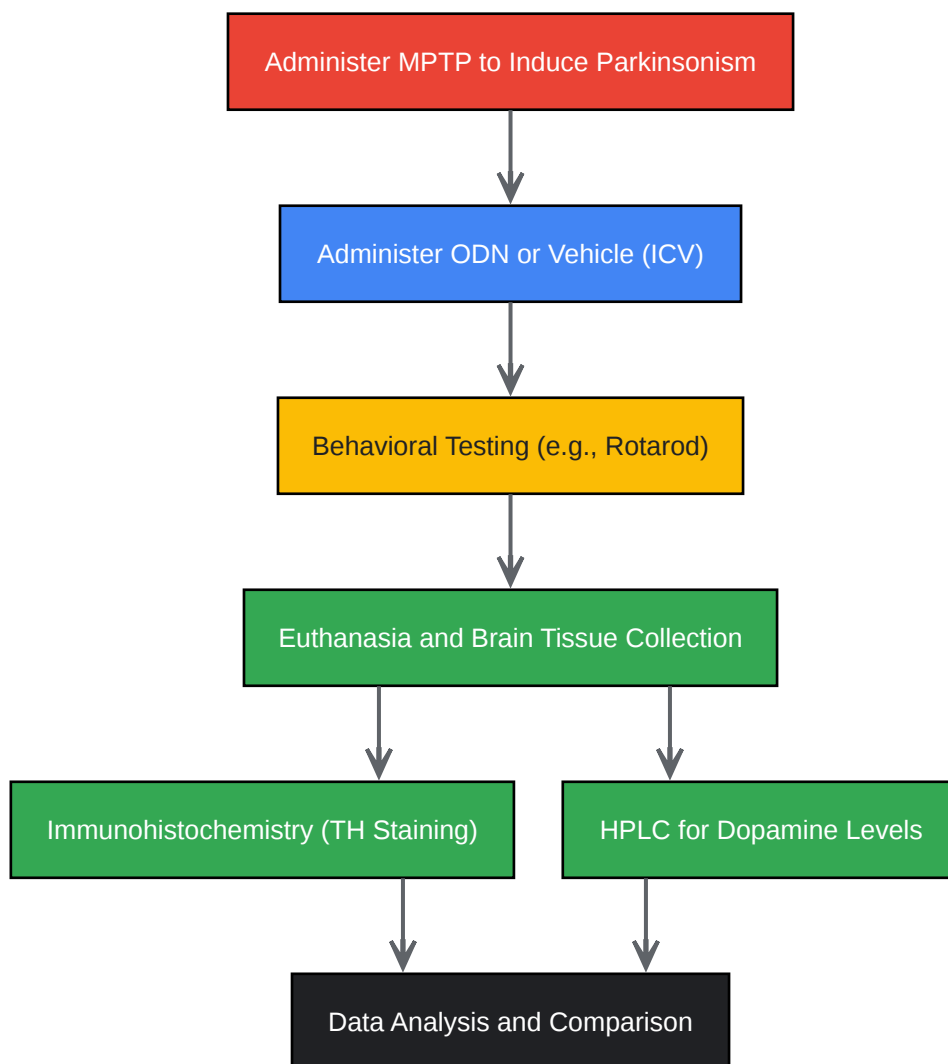 Administer MPTP to Induce Parkinsonism
Administer ODN or Vehicle (ICV)
Behavioral Testing (e.g., Rotarod)
Euthanasia and Brain Tissue Collection
Immunohistochemistry (TH Staining)
HPLC for Dopamine Levels
Data Analysis and Comparison